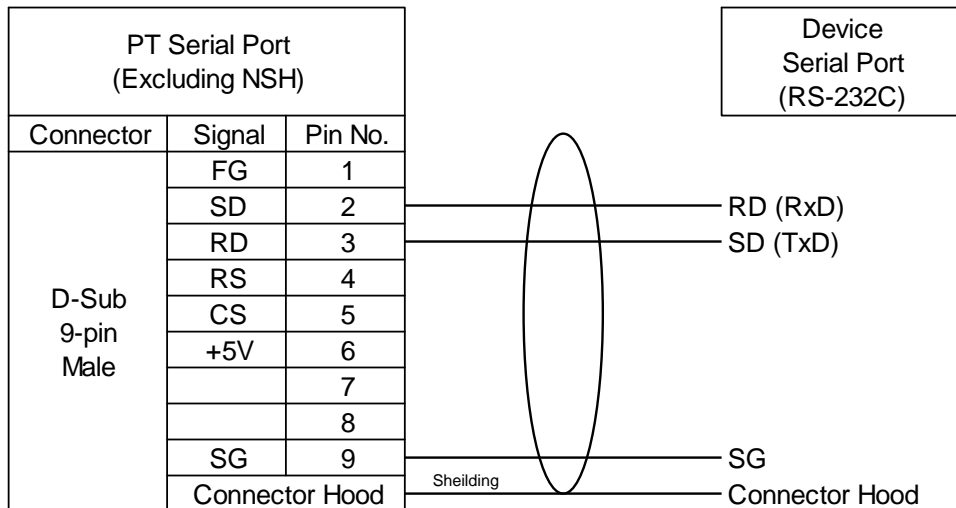 PT Serial Port
(Excluding NSH)
Device
Serial Port
(RS-232C)
Connector Signal Pin No.
FG 1
SD 2 RD (RxD)
RD 3 SD (TxD)
RS 4
D-Sub
9-pin
Male
CS 5
+5V 6
7
8
SG 9 SG
Connector Hood Sheilding Connector Hood